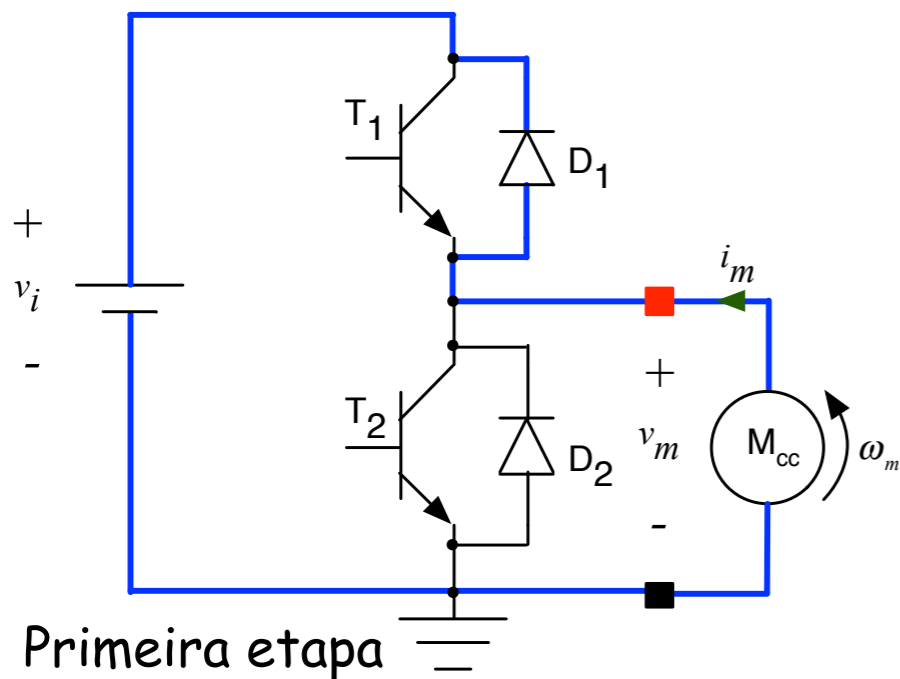 T1
D1
+
vi
-
im
+
vm
-
Mcc
ωm
T2
D2
Primeira etapa